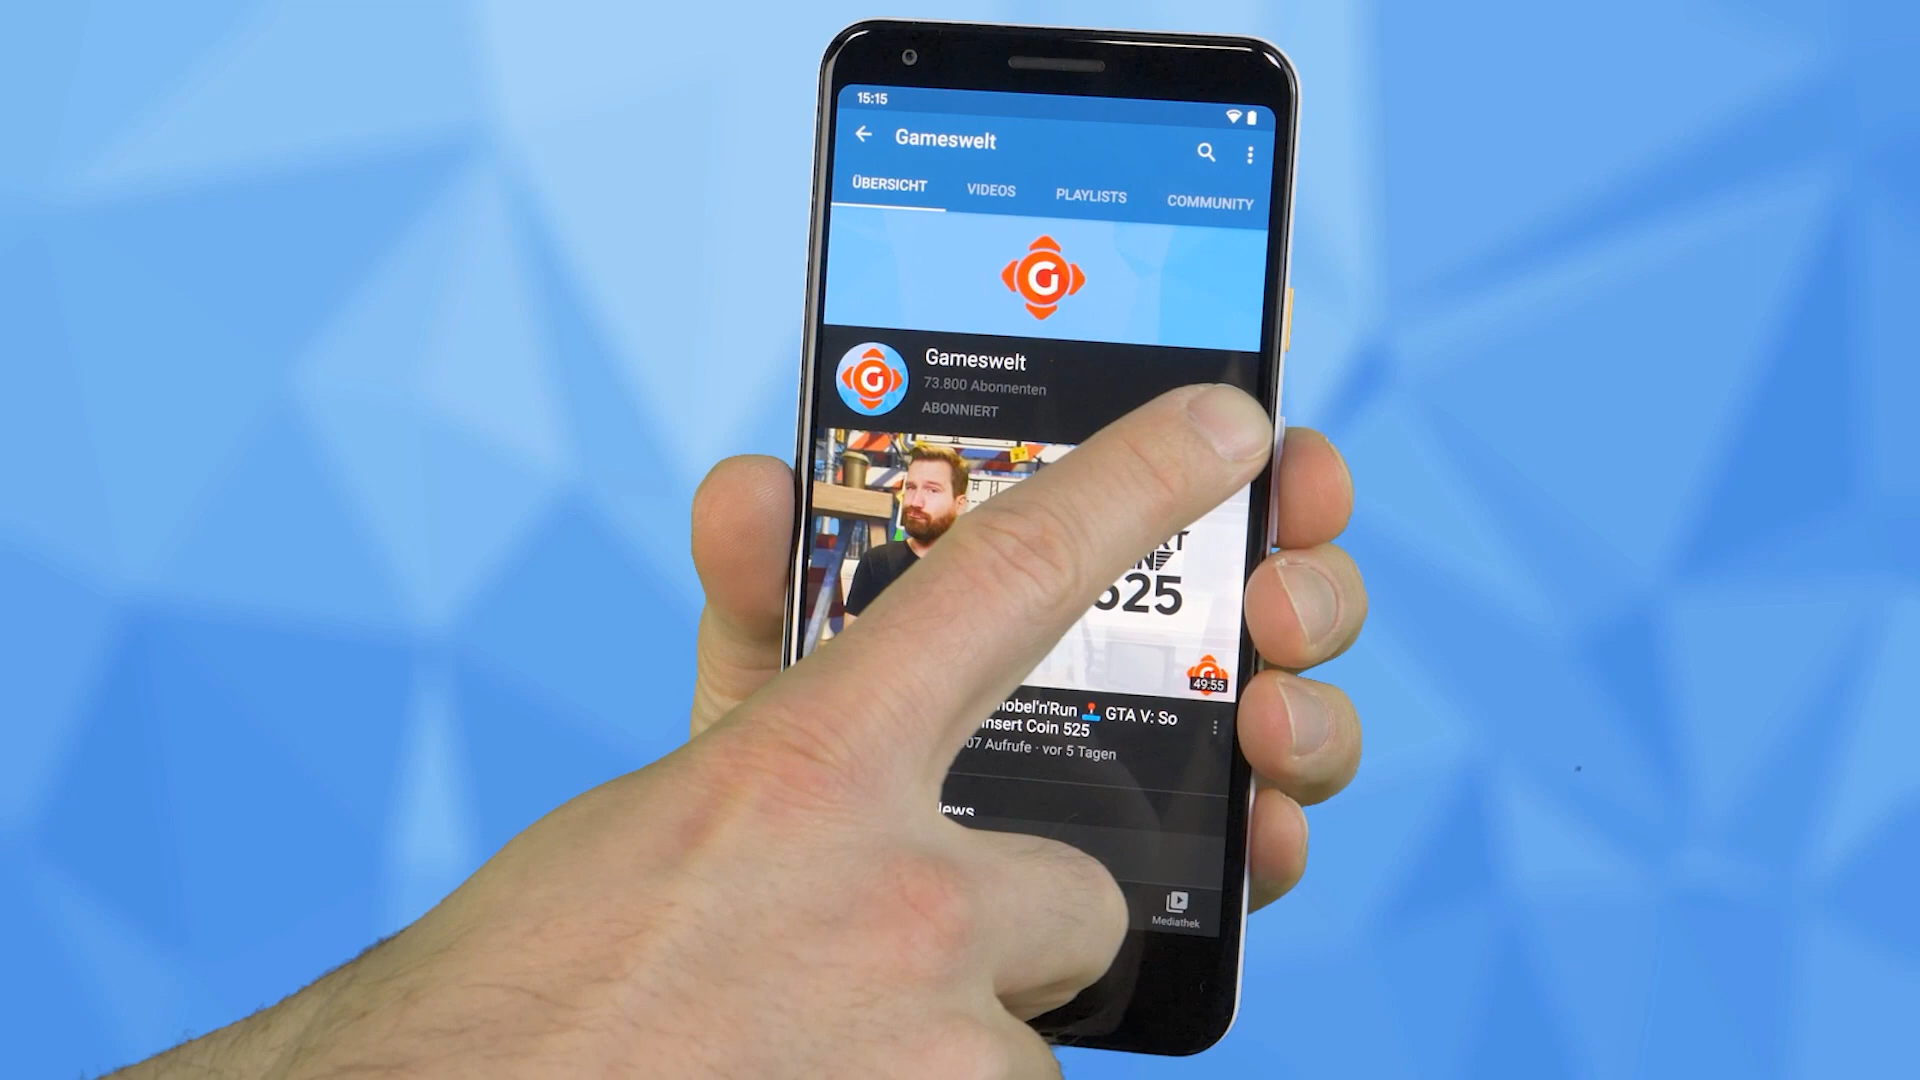 15:15
Gameswelt
ÜBERSICHT VIDEOS PLAYLISTS COMMUNITY
G
Gameswelt
73.800 Abonnenten
ABONNIERT
G
525
49:55
GTA V: So
Insert Coin 525
Aufrufe · vor 5 Tagen
Mediathek